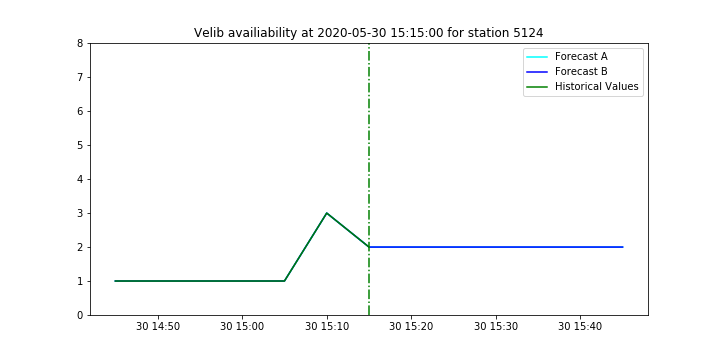 Velib availiability at 2020-05-30 15:15:00 for station 5124
8
7
6
5
4
3
2
1
0
Forecast A
Forecast B
Historical Values
30 14:50 30 15:00 30 15:10 30 15:20 30 15:30 30 15:40